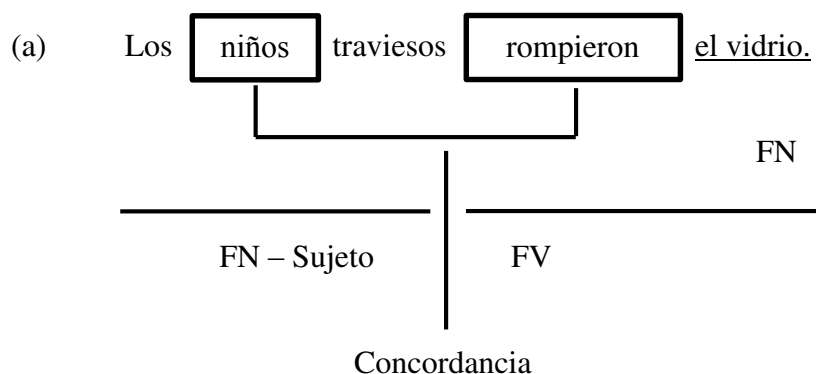 (a) Los niños traviesos rompieron el vidrio.
FN
FN – Sujeto FV
Concordancia